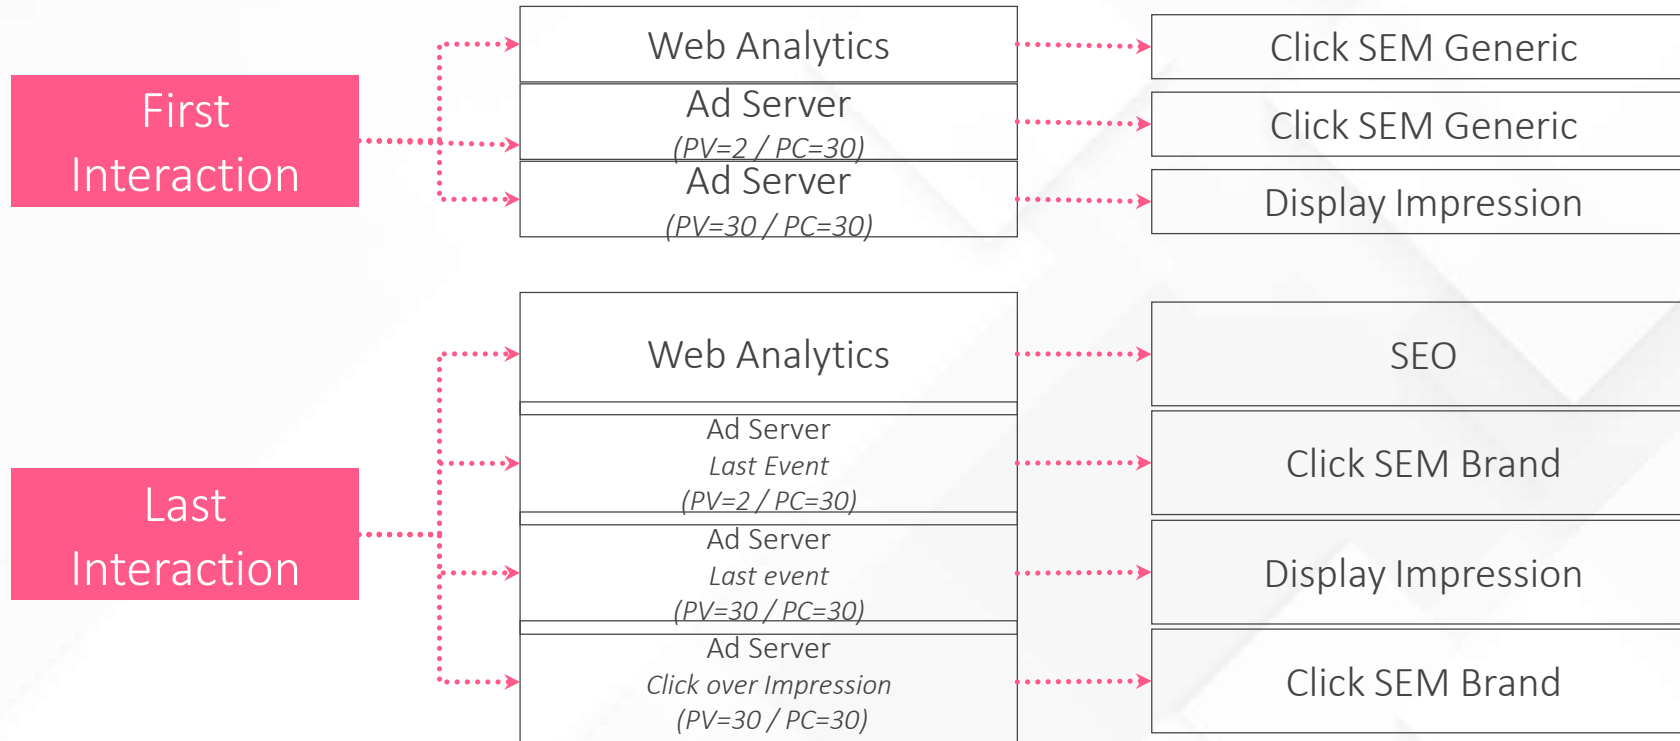 First
Interaction
Web Analytics
Click SEM Generic
Ad Server
(PV=2 / PC=30)
Click SEM Generic
Ad Server
(PV=30 / PC=30)
Display Impression
Last
Interaction
Web Analytics
SEO
Ad Server
Last Event
(PV=2 / PC=30)
Click SEM Brand
Ad Server
Last event
(PV=30 / PC=30)
Display Impression
Ad Server
Click over Impression
(PV=30 / PC=30)
Click SEM Brand